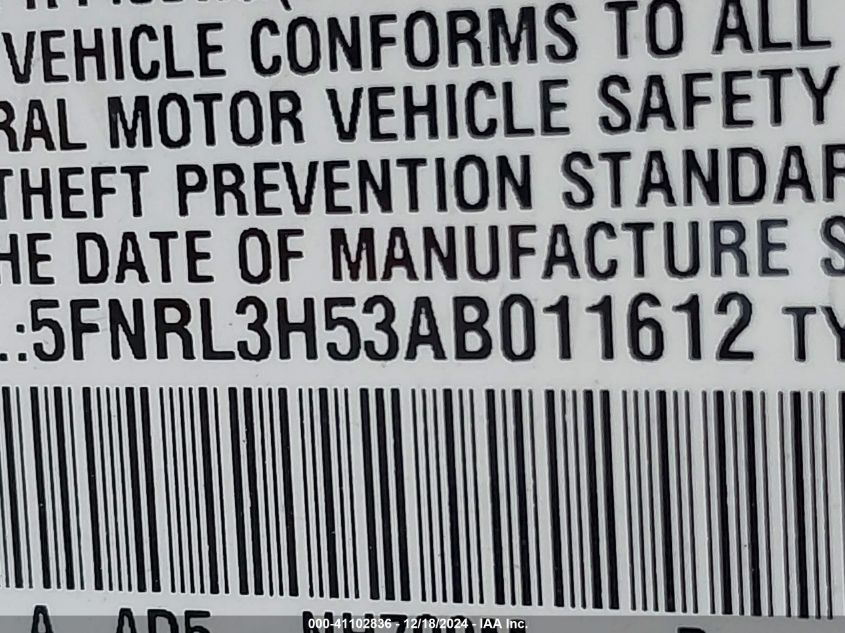 VEHICLE CONFORMS TO ALL
RAL MOTOR VEHICLE SAFETY
THEFT PREVENTION STANDAR
HE DATE OF MANUFACTURE S
.:5FNRL3H53AB011612 TY
A AD5
000-41102836 - 12/18/2024 - IAA Inc.